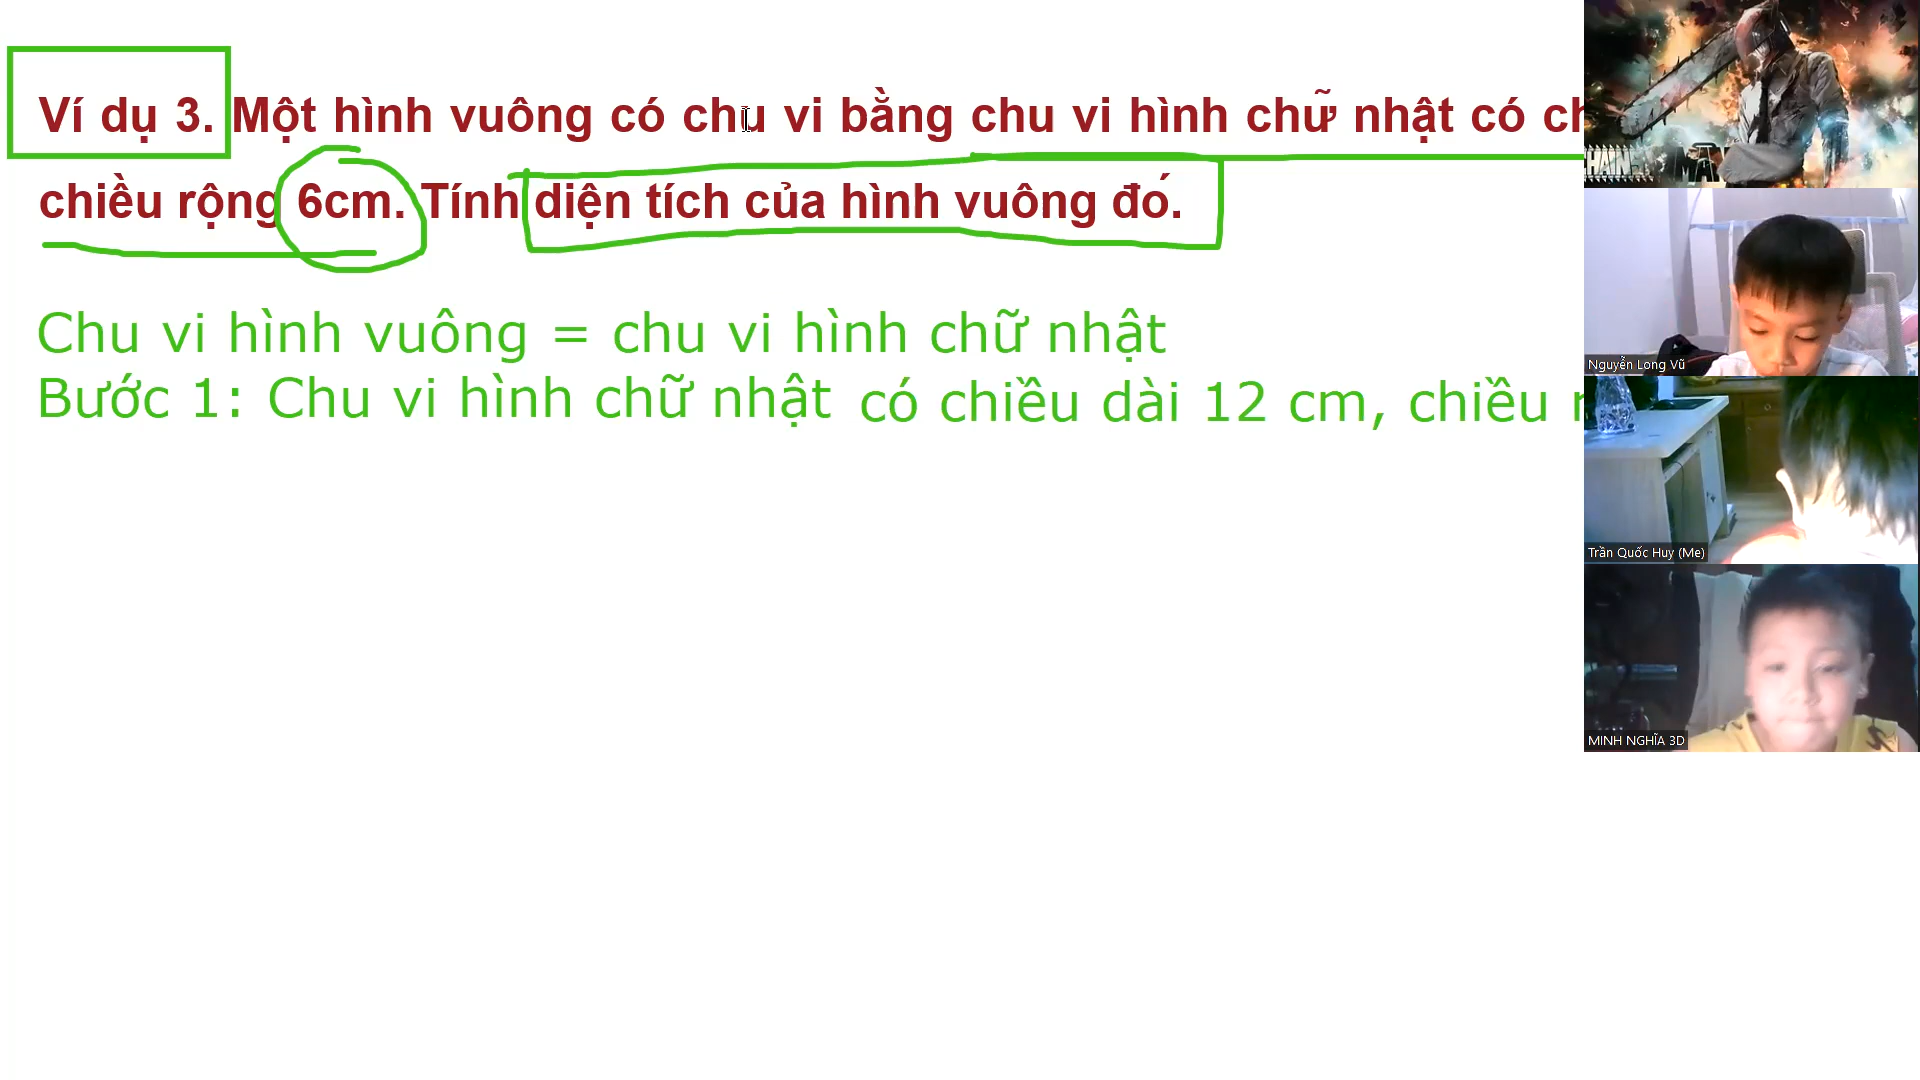 Ví dụ 3. Một hình vuông có chu vi bằng chu vi hình chữ nhật có
chiều rộng 6cm. Tính diện tích của hình vuông đó.
Chu vi hình vuông = chu vi hình chữ nhật
Bước 1: Chu vi hình chữ nhật có chiều dài 12 cm, chiều
Nguyễn Long Vũ
Trần Quốc Huy (Me)
MINH NGHĨA 3D